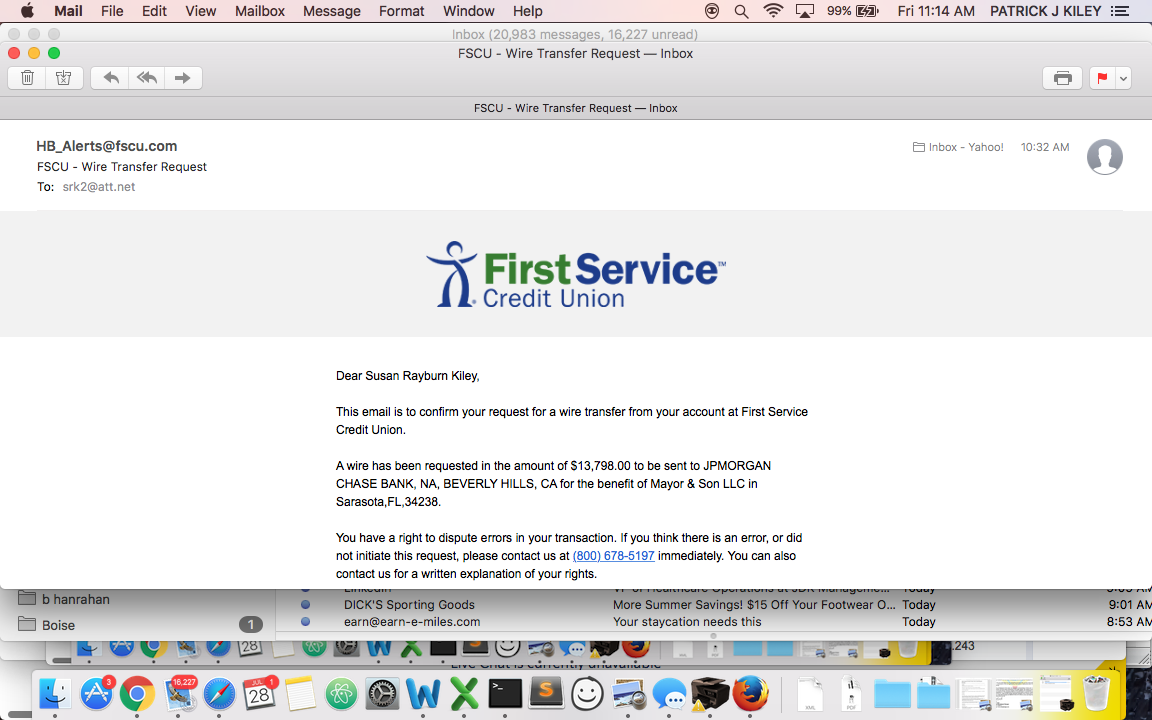 Mail File Edit View Mailbox Message Format Window Help 99% Fri 11:14 AM PATRICK J KILEY
Inbox (20,983 messages, 16,227 unread)
FSCU - Wire Transfer Request — Inbox
FSCU - Wire Transfer Request — Inbox
HB_Alerts@fscu.com Inbox - Yahoo! 10:32 AM
FSCU - Wire Transfer Request
To: srk2@att.net
First Service™
Credit Union
Dear Susan Rayburn Kiley,
This email is to confirm your request for a wire transfer from your account at First Service
Credit Union.
A wire has been requested in the amount of $13,798.00 to be sent to JPMORGAN
CHASE BANK, NA, BEVERLY HILLS, CA for the benefit of Mayor & Son LLC in
Sarasota,FL,34238.
You have a right to dispute errors in your transaction. If you think there is an error, or did
not initiate this request, please contact us at (800) 678-5197 immediately. You can also
contact us for a written explanation of your rights.
b hanrahan
DICK'S Sporting Goods More Summer Savings! $15 Off Your Footwear O... Today 9:01 AM
Boise 1
earn@earn-e-miles.com Your staycation needs this Today 8:53 AM
.243
Live Chat is currently unavailable
3 16,227 JUL 28 1 XML PDF